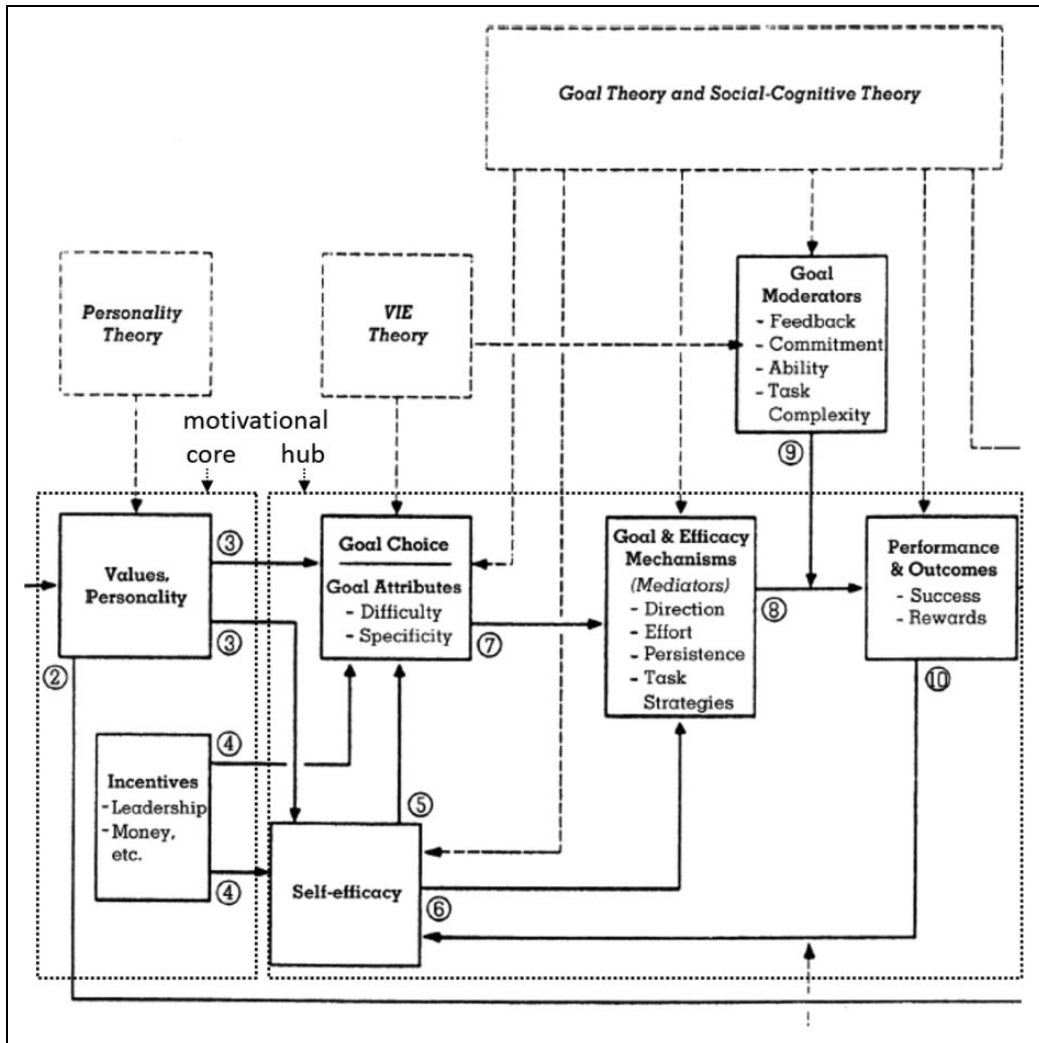 Goal Theory and Social-Cognitive Theory
Personality
Theory
VIE
Theory
Goal
Moderators
- Feedback
- Commitment
- Ability
- Task
Complexity
motivational
core
hub
⑨
Values,
Personality
③
③
②
Goal Choice
Goal Attributes
- Difficulty
- Specificity
⑦
Goal & Efficacy
Mechanisms
(Mediators)
- Direction
- Effort
- Persistence
- Task
Strategies
⑧
Performance
& Outcomes
- Success
- Rewards
⑩
Incentives
- Leadership
- Money,
etc.
④
④
⑤
Self-efficacy
⑥